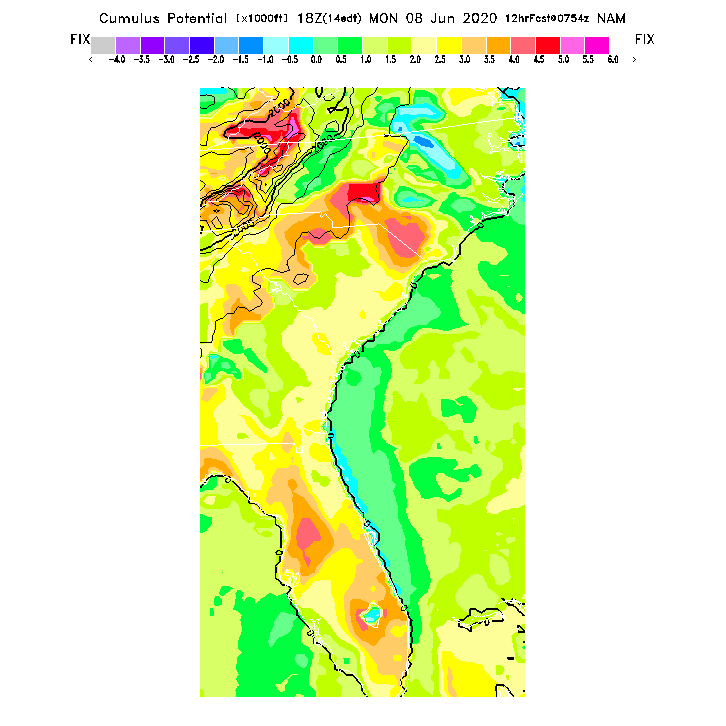 Cumulus Potential [x1000ft] 18Z(14edt) MON 08 Jun 2020 12hrFcst@0754z NAM
FIX FIX
< -4.0 -3.5 -3.0 -2.5 -2.0 -1.5 -1.0 -0.5 0.0 0.5 1.0 1.5 2.0 2.5 3.0 3.5 4.0 4.5 5.0 5.5 6.0 >
2000